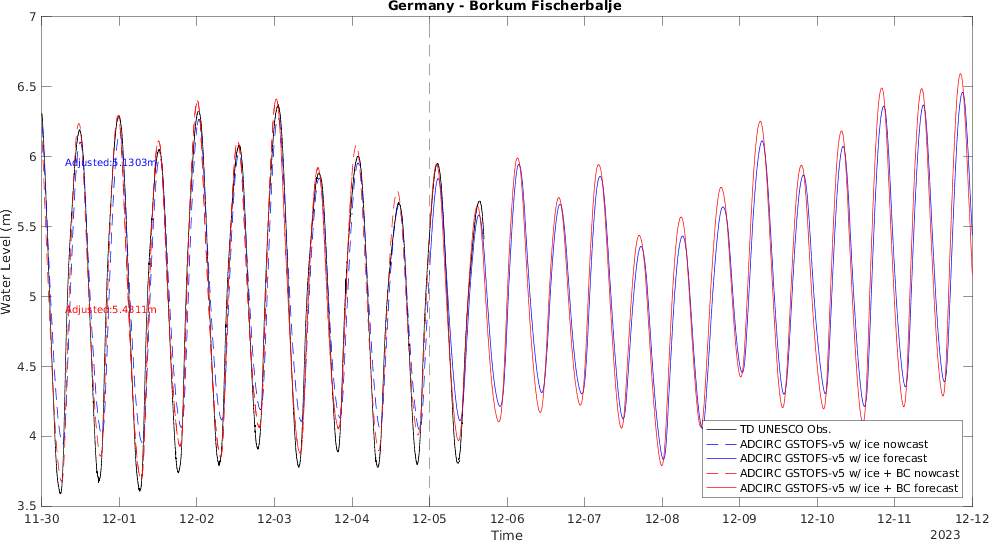 Germany - Borkum Fischerbalje
7
6.5
6
5.5
5
4.5
4
3.5
Water Level (m)
Adjusted:5.1303m
Adjusted:5.4311m
TD UNESCO Obs.
ADCIRC GSTOFS-v5 w/ ice nowcast
ADCIRC GSTOFS-v5 w/ ice forecast
ADCIRC GSTOFS-v5 w/ ice + BC nowcast
ADCIRC GSTOFS-v5 w/ ice + BC forecast
11-30 12-01 12-02 12-03 12-04 12-05 12-06 12-07 12-08 12-09 12-10 12-11 12-12
Time
2023